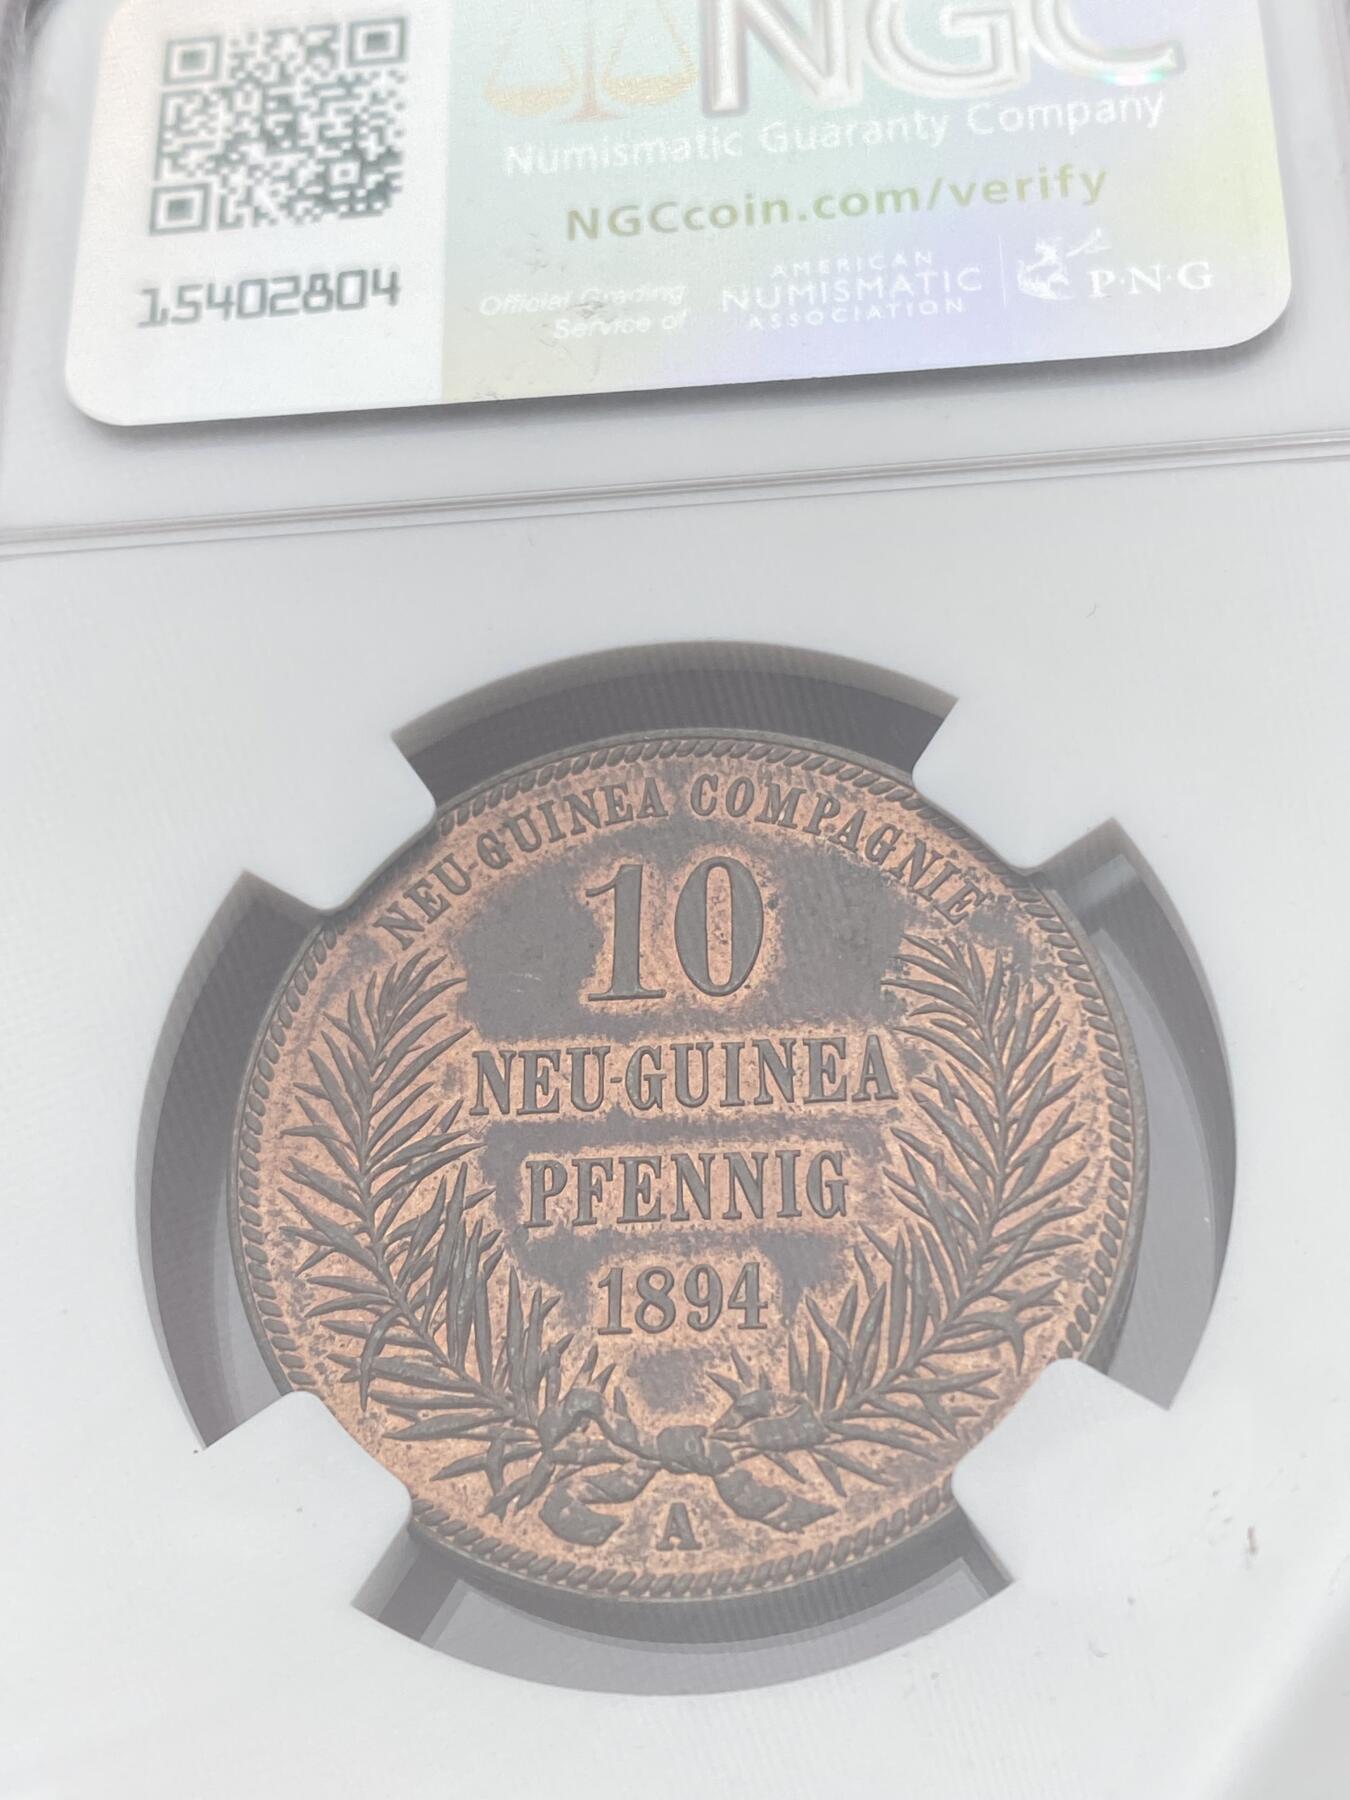 NGC
Numismatic Guaranty Company
NGCcoin.com/verify
15402804
Official Grading
Service of
AMERICAN
NUMISMATIC
ASSOCIATION
P·N·G
NEU-GUINEA COMPAGNIE
10
NEU-GUINEA
PFENNIG
1894
A